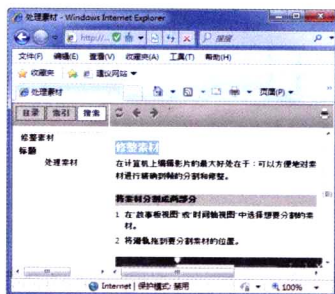 处理素材 - Windows Internet Explorer
http://...
搜索
文件(F) 编辑(E) 查看(V) 收藏夹(A) 工具(T) 帮助(H)
收藏夹 建议网站
处理素材 页面(P)
目录 索引 搜索
修整素材
标题
处理素材
修整素材
在计算机上编辑影片的最大好处在于：可以方便地对素
材进行精确到帧的分割和修整。
将素材分割成两部分
1 在“故事板视图”或“时间轴视图”中选择想要分割的素
材。
2 将滑轨拖到要分割素材的位置。
Internet | 保护模式: 禁用 100%